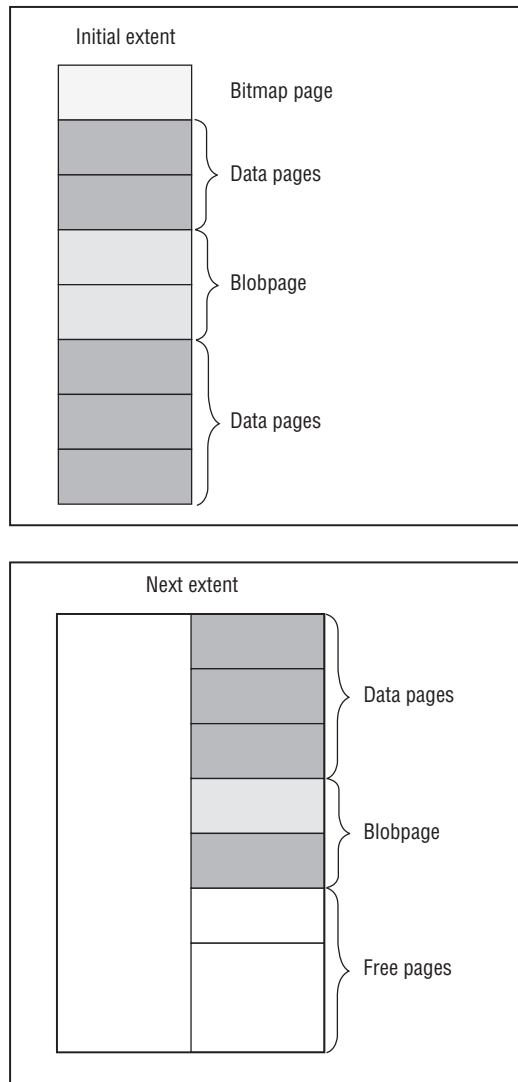 Initial extent
Bitmap page
Data pages
Blobpage
Data pages
Next extent
Data pages
Blobpage
Free pages